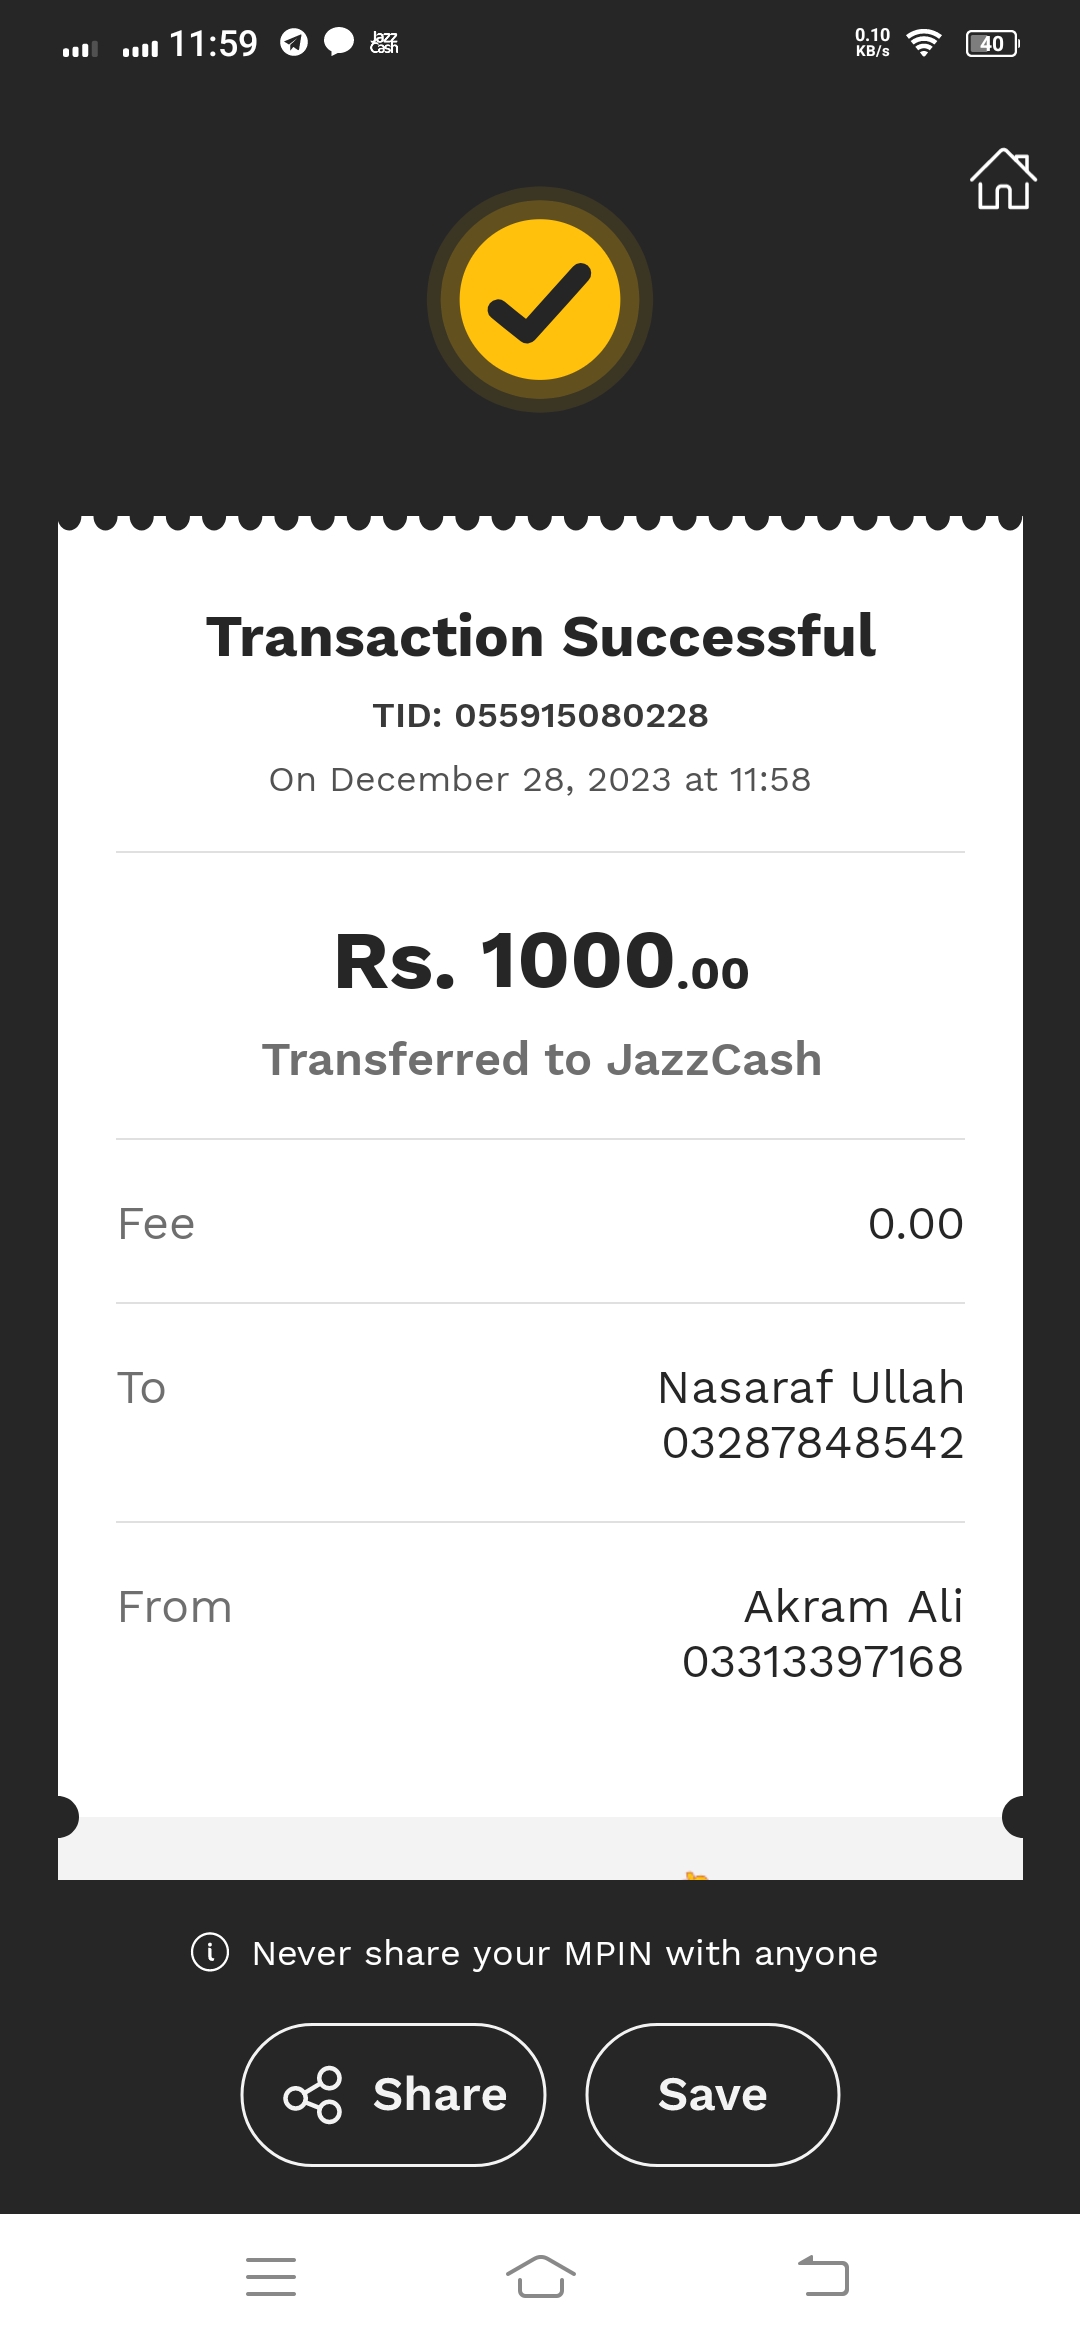 11:59
Jazz
Cash
0.10
KB/s
40
Transaction Successful
TID: 055915080228
On December 28, 2023 at 11:58
Rs. 1000.00
Transferred to JazzCash
Fee 0.00
To Nasaraf Ullah
03287848542
From Akram Ali
03313397168
Never share your MPIN with anyone
Share Save